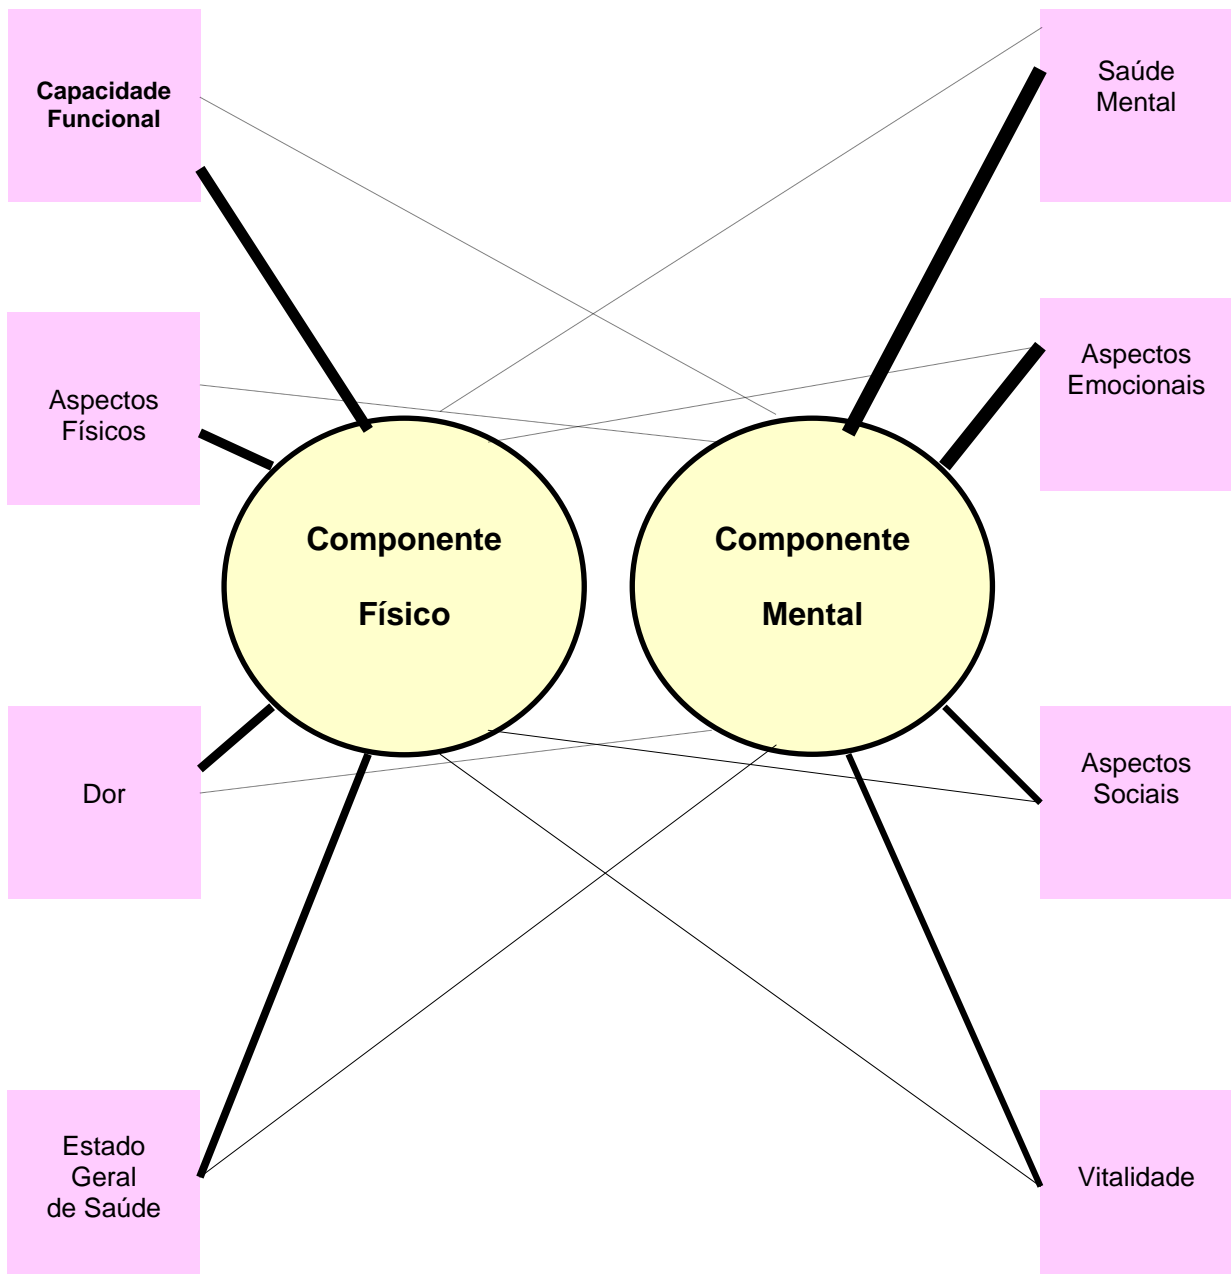 Capacidade
Funcional
Saúde
Mental
Aspectos
Físicos
Aspectos
Emocionais
Componente
Físico
Componente
Mental
Dor
Aspectos
Sociais
Estado
Geral
de Saúde
Vitalidade